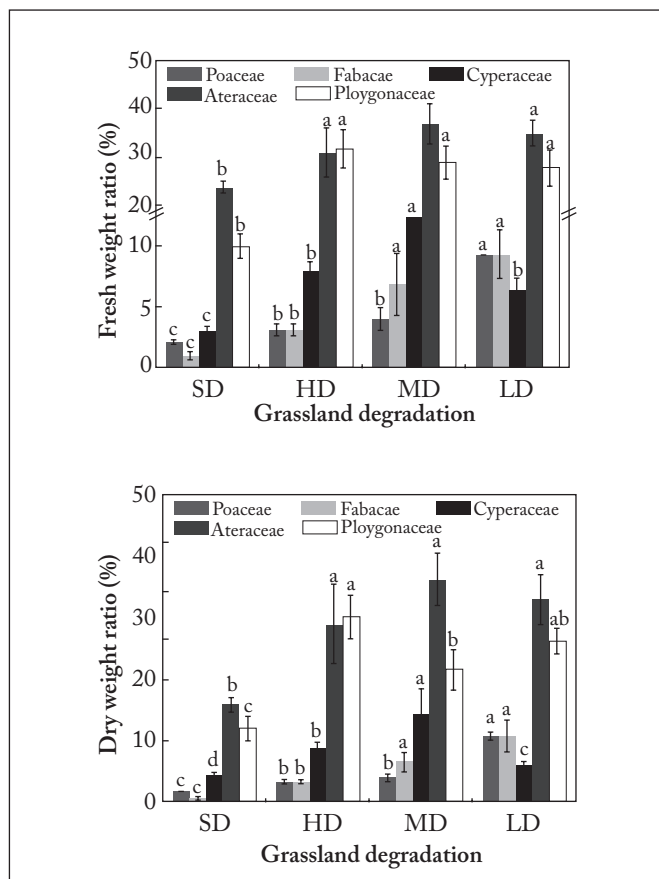 50
Poaceae Fabacae Cyperaceae
Ateraceae Ploygonaceae
40
30
20
10
5
0
Fresh weight ratio (%)
c c c b b
b b b a a
b a a a a
a a b a a
SD HD MD LD
Grassland degradation
50
Poaceae Fabacae Cyperaceae
Ateraceae Ploygonaceae
40
30
20
10
0
Dry weight ratio (%)
c c d b c
b b b a a
b a a a b
a a c a ab
SD HD MD LD
Grassland degradation